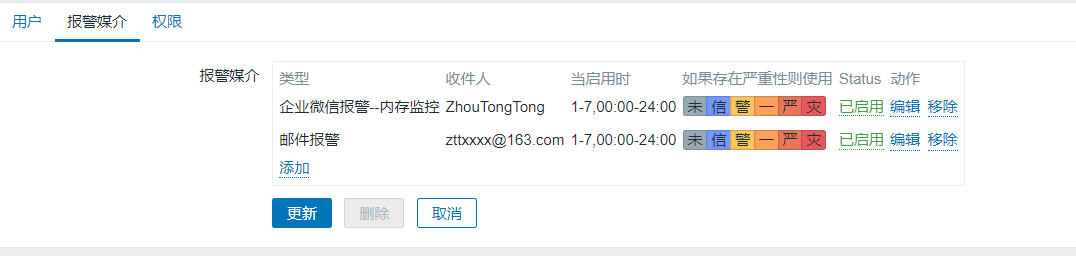 用户 报警媒介 权限
报警媒介 类型 收件人 当启用时 如果存在严重性则使用 Status 动作
企业微信报警--内存监控 ZhouTongTong 1-7,00:00-24:00 未 信 警 一 严 灾 已启用 编辑 移除
邮件报警 zttxxxx@163.com 1-7,00:00-24:00 未 信 警 一 严 灾 已启用 编辑 移除
添加
更新 删除 取消